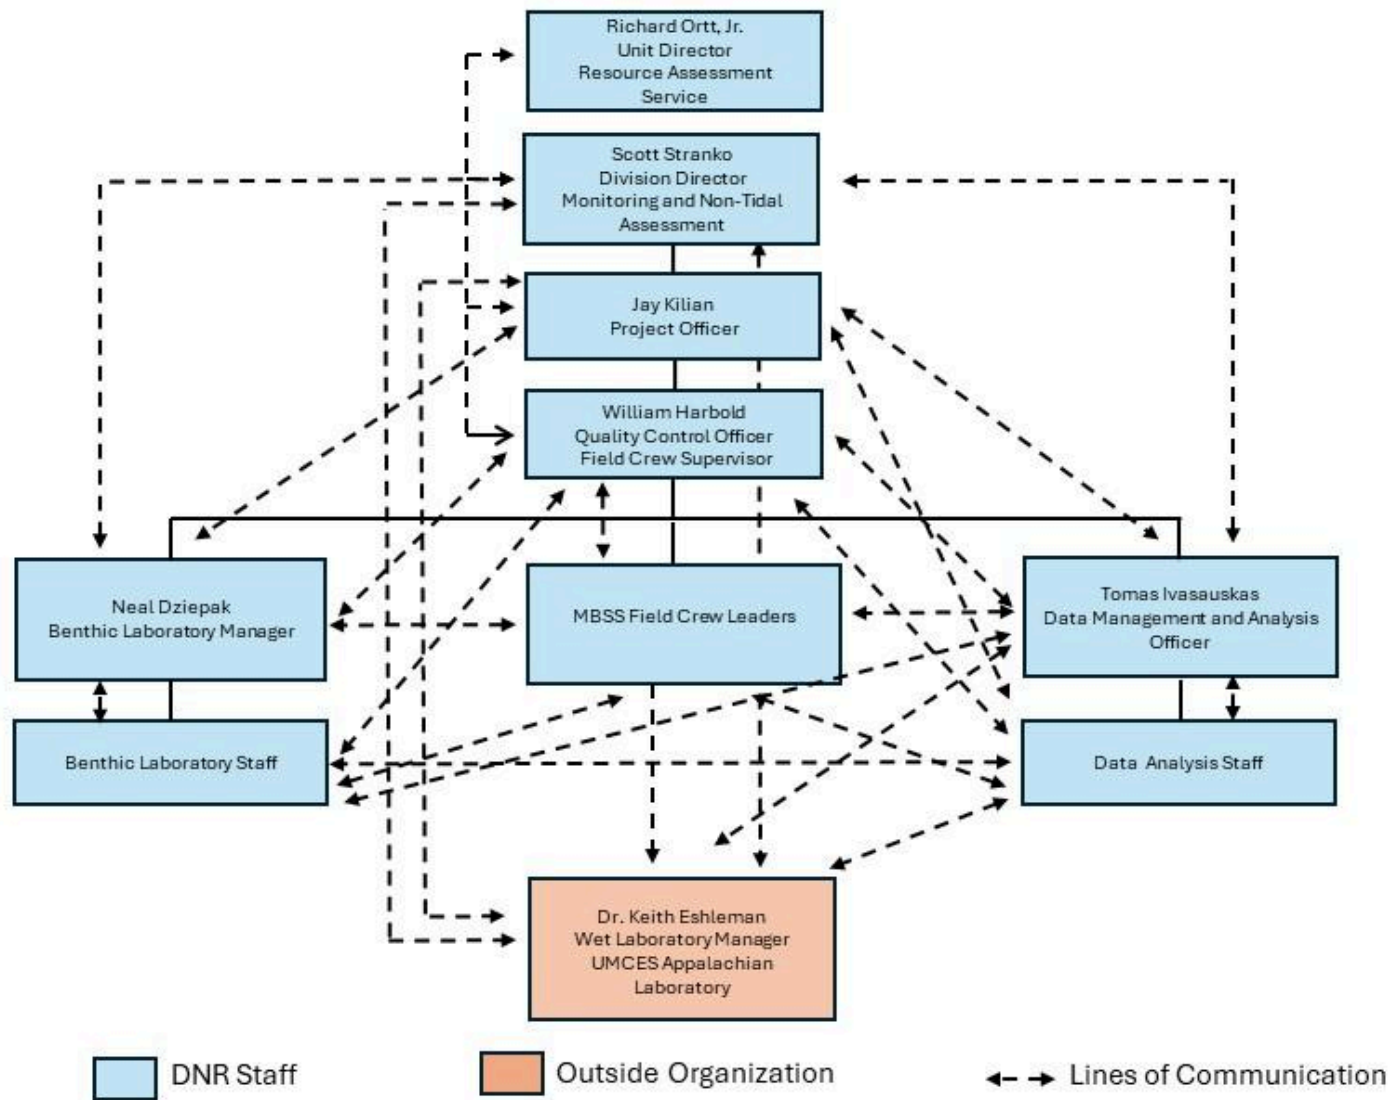 Richard Ortt, Jr.
Unit Director
Resource Assessment
Service
Scott Stranko
Division Director
Monitoring and Non-Tidal
Assessment
Jay Kilian
Project Officer
William Harbold
Quality Control Officer
Field Crew Supervisor
Neal Dziepak
Benthic Laboratory Manager
MBSS Field Crew Leaders
Tomas Ivasauskas
Data Management and Analysis
Officer
Benthic Laboratory Staff
Data Analysis Staff
Dr. Keith Eshleman
Wet Laboratory Manager
UMCES Appalachian
Laboratory
DNR Staff
Outside Organization
Lines of Communication